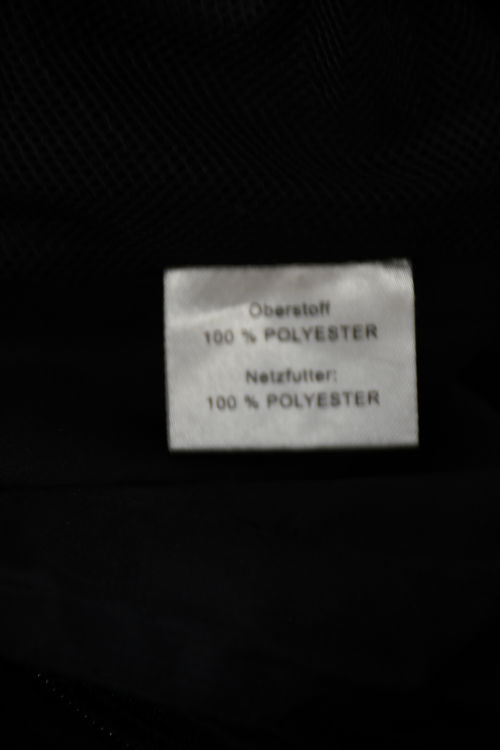 Oberstoff
100 % POLYESTER
Netzfutter:
100 % POLYESTER